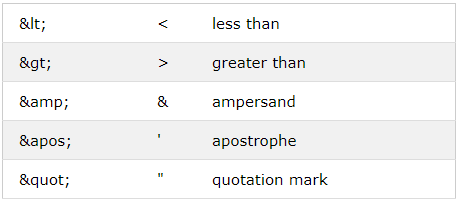 &lt; < less than
&gt; > greater than
&amp; & ampersand
&apos; ' apostrophe
&quot; " quotation mark